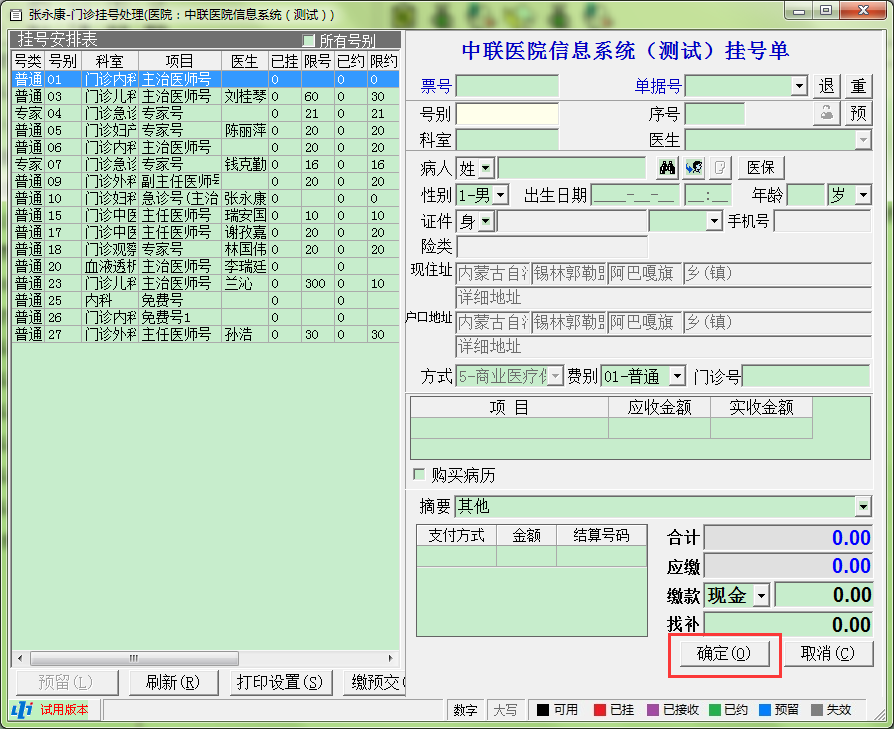 张永康-门诊挂号处理(医院：中联医院信息系统（测试）)
挂号安排表 所有号别
号类 号别 科室 项目 医生 已挂 限号 已约 限约
普通 01 门诊内科 主治医师号 0 0
普通 03 门诊儿科 主治医师号 刘桂琴 0 60 0 30
专家 04 门诊急诊 专家号 0 21 0 21
普通 05 门诊妇产 专家号 陈丽萍 0 20 0 20
普通 06 门诊内科 主治医师号 0 20 0 20
专家 07 门诊急诊 专家号 钱克勤 0 16 0 16
普通 09 门诊外科 副主任医师号 0 20 0 20
普通 10 门诊妇科 急诊号(主治 张永康 0 0
普通 15 门诊中医 主任医师号 瑞安国 0 10 0 10
普通 17 门诊中医 主任医师号 谢孜嘉 0 20 0 20
普通 18 门诊观察 专家号 林国伟 0 20 0 20
普通 20 血液透析 主治医师号 李瑞廷 0 0
普通 23 门诊儿科 主治医师号 兰沁 0 300 0 10
普通 25 内科 免费号 0 0
普通 26 门诊内科 免费号1 0 0
普通 27 门诊外科 主任医师号 孙浩 0 30 0 30
预留(L) 刷新(R) 打印设置(S) 缴预交(
中联医院信息系统（测试）挂号单
票号 单据号 退 重
号别 序号 预
科室 医生
病人 姓 医保
性别 1-男 出生日期 ____-__-__ __:__ 年龄 岁
证件 身 手机号
险类
现住址 内蒙古自治 锡林郭勒盟 阿巴嘎旗 乡(镇)
详细地址
户口地址 内蒙古自治 锡林郭勒盟 阿巴嘎旗 乡(镇)
详细地址
方式 5-商业医疗保 费别 01-普通 门诊号
项 目 应收金额 实收金额
购买病历
摘要 其他
支付方式 金额 结算号码
合计 0.00
应缴 0.00
缴款 现金 0.00
找补 0.00
确定(O) 取消(C)
试用版本 数字 大写 可用 已挂 已接收 已约 预留 失效